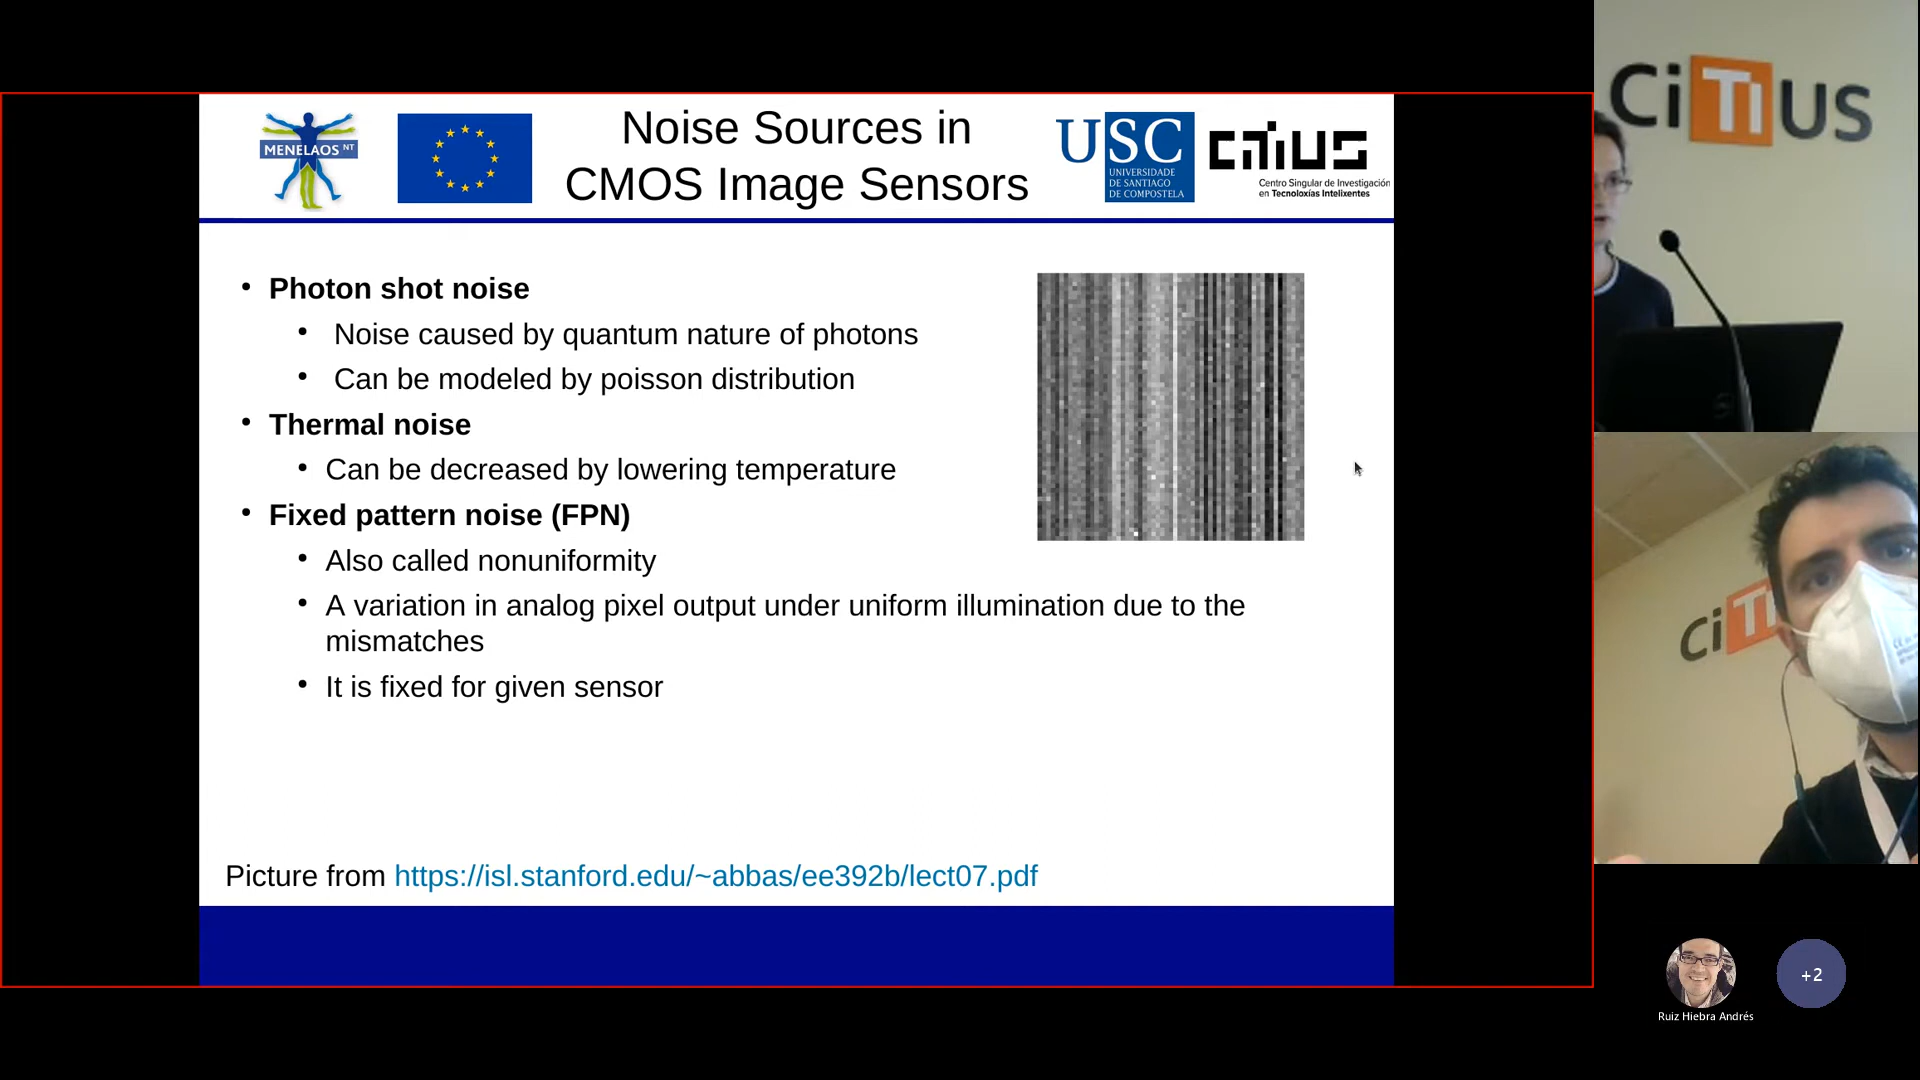 MENELAOS NT
Noise Sources in
CMOS Image Sensors
USC
UNIVERSIDADE
DE SANTIAGO
DE COMPOSTELA
CiTIUS
Centro Singular de Investigación
en Tecnoloxías Intelixentes
• Photon shot noise
• Noise caused by quantum nature of photons
• Can be modeled by poisson distribution
• Thermal noise
• Can be decreased by lowering temperature
• Fixed pattern noise (FPN)
• Also called nonuniformity
• A variation in analog pixel output under uniform illumination due to the
mismatches
• It is fixed for given sensor
Picture from https://isl.stanford.edu/~abbas/ee392b/lect07.pdf
CiTIUS
CiTI
+2
Ruiz Hiebra Andrés